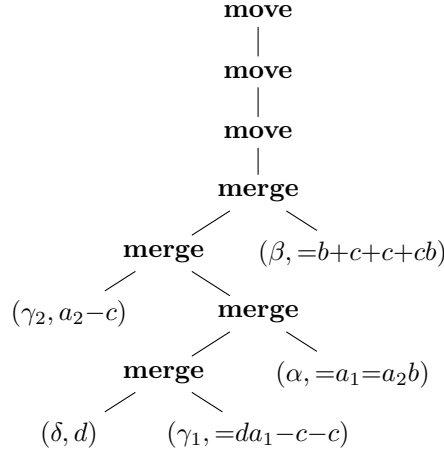 move
move
move
merge
merge (β, =b+c+c+cb)
(γ₂, a₂−c) merge
merge (α, =a₁=a₂b)
(δ, d) (γ₁, =da₁−c−c)